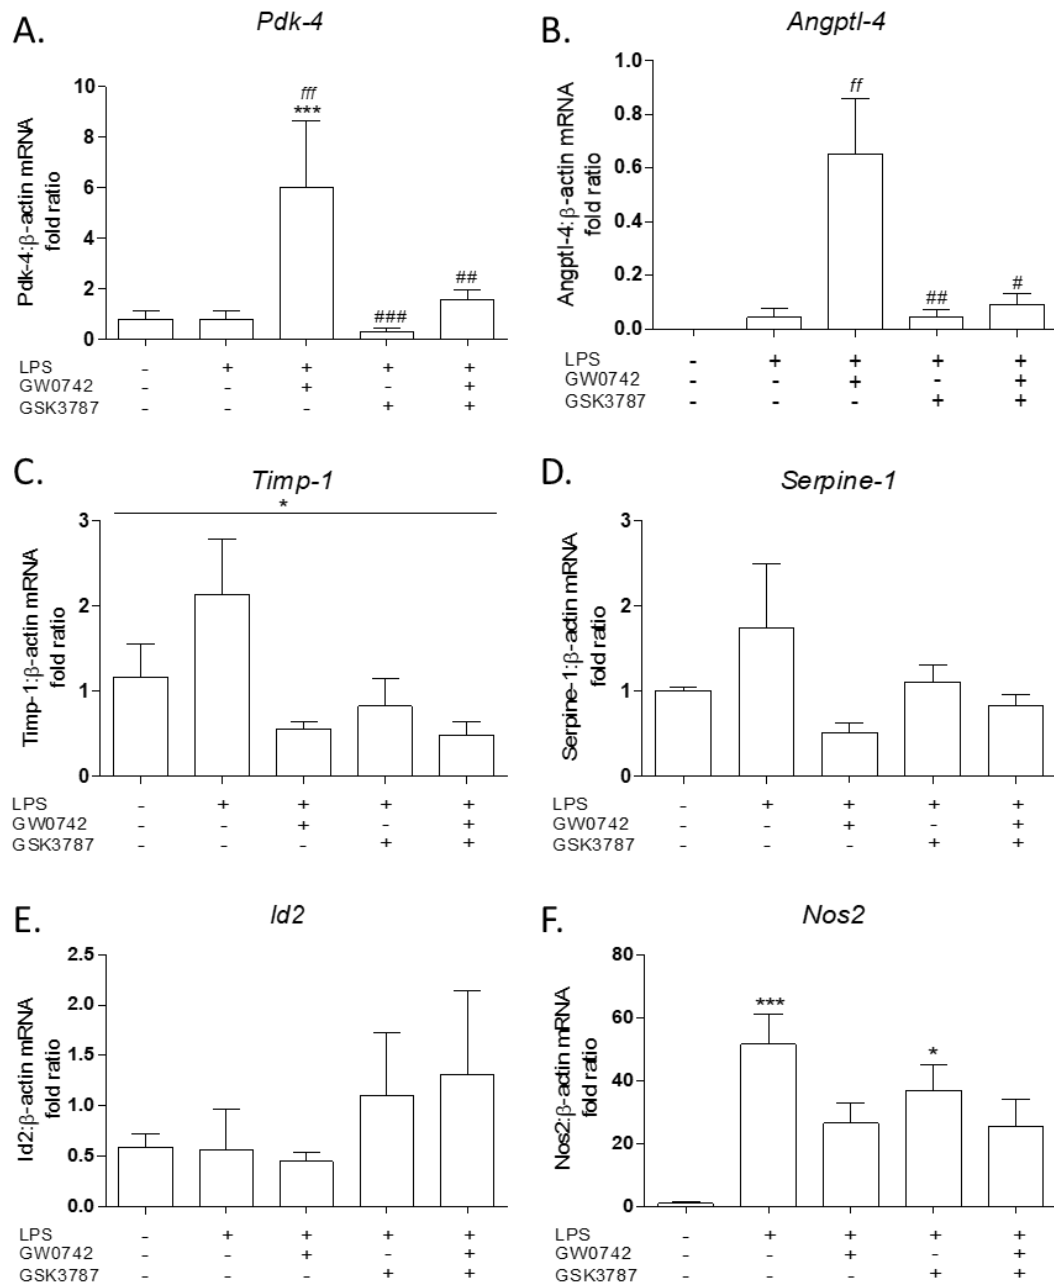 A.
Pdk-4
Pdk-4:β-actin mRNA
fold ratio
10
8
6
4
2
0
fff
***
###
##
LPS - + + + +
GW0742 - - + - +
GSK3787 - - - + +
B.
Angptl-4
Angptl-4:β-actin mRNA
fold ratio
1.0
0.8
0.6
0.4
0.2
0.0
ff
##
#
LPS - + + + +
GW0742 - - + - +
GSK3787 - - - + +
C.
Timp-1
*
Timp-1:β-actin mRNA
fold ratio
3
2
1
0
LPS - + + + +
GW0742 - - + - +
GSK3787 - - - + +
D.
Serpine-1
Serpine-1:β-actin mRNA
fold ratio
3
2
1
0
LPS - + + + +
GW0742 - - + - +
GSK3787 - - - + +
E.
Id2
Id2:β-actin mRNA
fold ratio
2.5
2.0
1.5
1.0
0.5
0.0
LPS - + + + +
GW0742 - - + - +
GSK3787 - - - + +
F.
Nos2
Nos2:β-actin mRNA
fold ratio
80
60
40
20
0
***
*
LPS - + + + +
GW0742 - - + - +
GSK3787 - - - + +